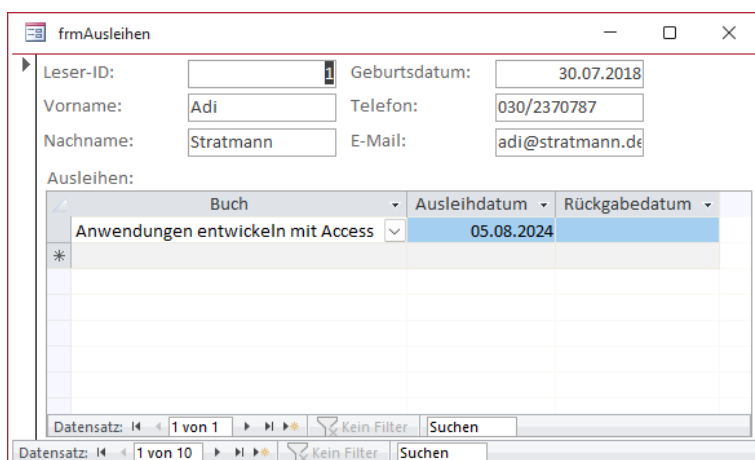 frmAusleihen
Leser-ID: 1 Geburtsdatum: 30.07.2018
Vorname: Adi Telefon: 030/2370787
Nachname: Stratmann E-Mail: adi@stratmann.de
Ausleihen:
Buch Ausleihdatum Rückgabedatum
Anwendungen entwickeln mit Access 05.08.2024
Datensatz: 1 von 1 Kein Filter Suchen
Datensatz: 1 von 10 Kein Filter Suchen